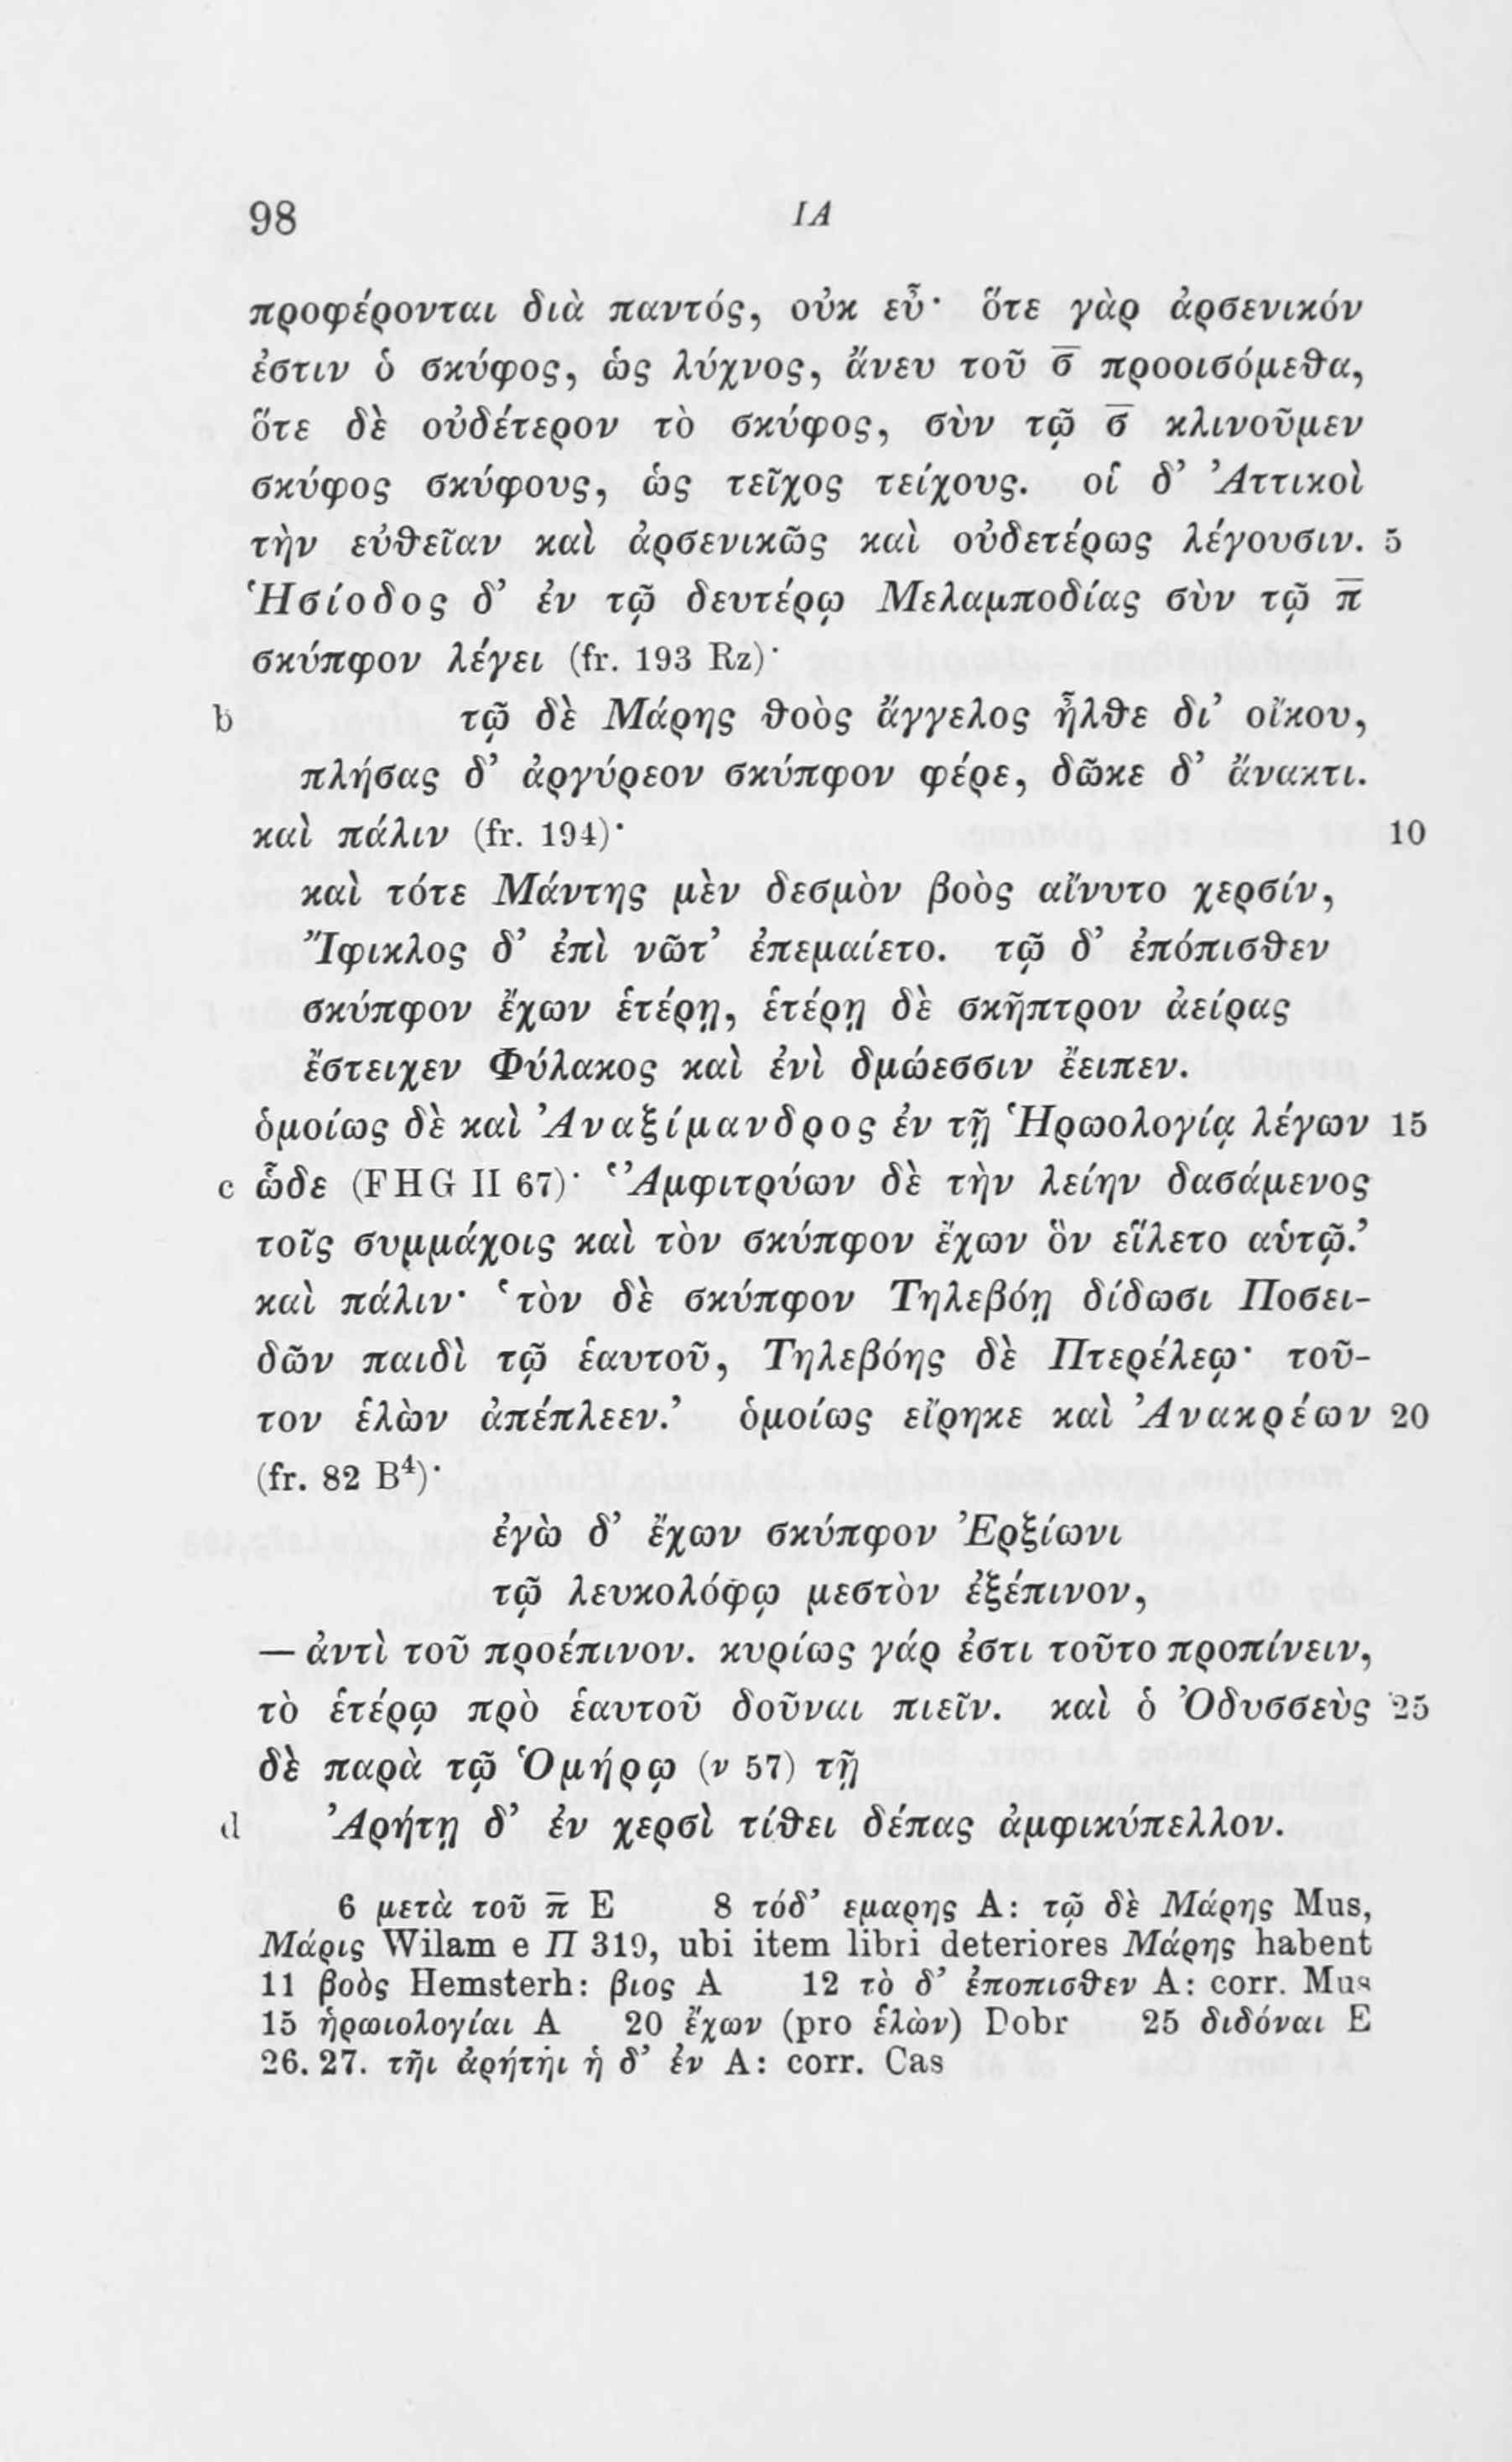 98 ΙΑ
προφέρονται διὰ παντός, οὐκ εὖ· ὅτε γὰρ ἀρσενικόν
ἐστιν ὁ σκύφος, ὡς λύχνος, ἄνευ τοῦ σ̅ προοισόμεθα,
ὅτε δὲ οὐδέτερον τὸ σκύφος, σὺν τῷ σ̅ κλινοῦμεν
σκύφος σκύφους, ὡς τεῖχος τείχους. οἱ δ’ Ἀττικοὶ
τὴν εὐθεῖαν καὶ ἀρσενικῶς καὶ οὐδετέρως λέγουσιν. 5
Ἡσίοδος δ’ ἐν τῷ δευτέρῳ Μελαμποδίας σὺν τῷ π̅
σκύπφον λέγει (fr. 193 Rz)·
b τῷ δὲ Μάρης θοὸς ἄγγελος ἦλθε δι’ οἴκου,
πλήσας δ’ ἀργύρεον σκύπφον φέρε, δῶκε δ’ ἄνακτι.
καὶ πάλιν (fr. 194)· 10
καὶ τότε Μάντης μὲν δεσμὸν βοὸς αἴνυτο χερσίν,
Ἴφικλος δ’ ἐπὶ νῶτ’ ἐπεμαίετο. τῷ δ’ ἐπόπισθεν
σκύπφον ἔχων ἑτέρῃ, ἑτέρῃ δὲ σκῆπτρον ἀείρας
ἔστειχεν Φύλακος καὶ ἐνὶ δμώεσσιν ἔειπεν.
ὁμοίως δὲ καὶ Ἀναξίμανδρος ἐν τῇ Ἡρωολογίᾳ λέγων 15
c ὧδε (FHG II 67)· ‘Ἀμφιτρύων δὲ τὴν λείην δασάμενος
τοῖς συμμάχοις καὶ τὸν σκύπφον ἔχων ὃν εἵλετο αὑτῷ.’
καὶ πάλιν· ‘τὸν δὲ σκύπφον Τηλεβόῃ δίδωσι Ποσει-
δῶν παιδὶ τῷ ἑαυτοῦ, Τηλεβόης δὲ Πτερέλεῳ· τοῦ-
τον ἑλὼν ἀπέπλεεν.’ ὁμοίως εἴρηκε καὶ Ἀνακρέων 20
(fr. 82 B⁴)·
ἐγὼ δ’ ἔχων σκύπφον Ἐρξίωνι
τῷ λευκολόφῳ μεστὸν ἐξέπινον,
— ἀντὶ τοῦ προέπινον. κυρίως γάρ ἐστι τοῦτο προπίνειν,
τὸ ἑτέρῳ πρὸ ἑαυτοῦ δοῦναι πιεῖν. καὶ ὁ Ὀδυσσεὺς 25
δὲ παρὰ τῷ Ὁμήρῳ (ν 57) τῇ
d Ἀρήτῃ δ’ ἐν χερσὶ τίθει δέπας ἀμφικύπελλον.
6 μετὰ τοῦ π̅ E 8 τόδ’ εμαρης A: τῷ δὲ Μάρης Mus,
Μάρις Wilam e Π 319, ubi item libri deteriores Μάρης habent
11 βοὸς Hemsterh: βιος A 12 τὸ δ’ ἐποπισθεν A: corr. Mus
15 ἡρωιολογίαι A 20 ἔχων (pro ἑλὼν) Dobr 25 διδόναι E
26. 27. τῆι ἀρήτηι ἡ δ’ ἐν A: corr. Cas